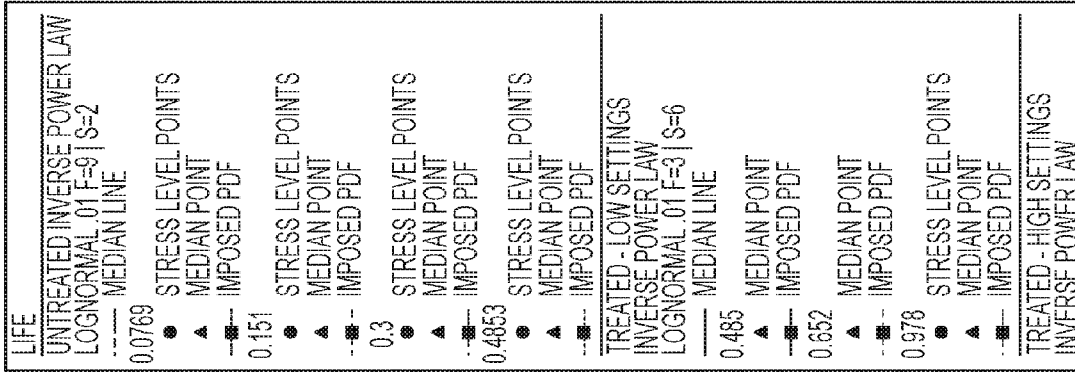 LIFE
UNTREATED INVERSE POWER LAW
LOGNORMAL .01 F=9 | S=2
MEDIAN LINE
0.0769
STRESS LEVEL POINTS
MEDIAN POINT
IMPOSED PDF
0.151
STRESS LEVEL POINTS
MEDIAN POINT
IMPOSED PDF
0.3
STRESS LEVEL POINTS
MEDIAN POINT
IMPOSED PDF
0.4853
STRESS LEVEL POINTS
MEDIAN POINT
IMPOSED PDF
TREATED - LOW SETTINGS
INVERSE POWER LAW
LOGNORMAL .01 F=3 | S=6
MEDIAN LINE
0.485
MEDIAN POINT
IMPOSED PDF
0.652
MEDIAN POINT
IMPOSED PDF
0.978
STRESS LEVEL POINTS
MEDIAN POINT
IMPOSED PDF
TREATED - HIGH SETTINGS
INVERSE POWER LAW